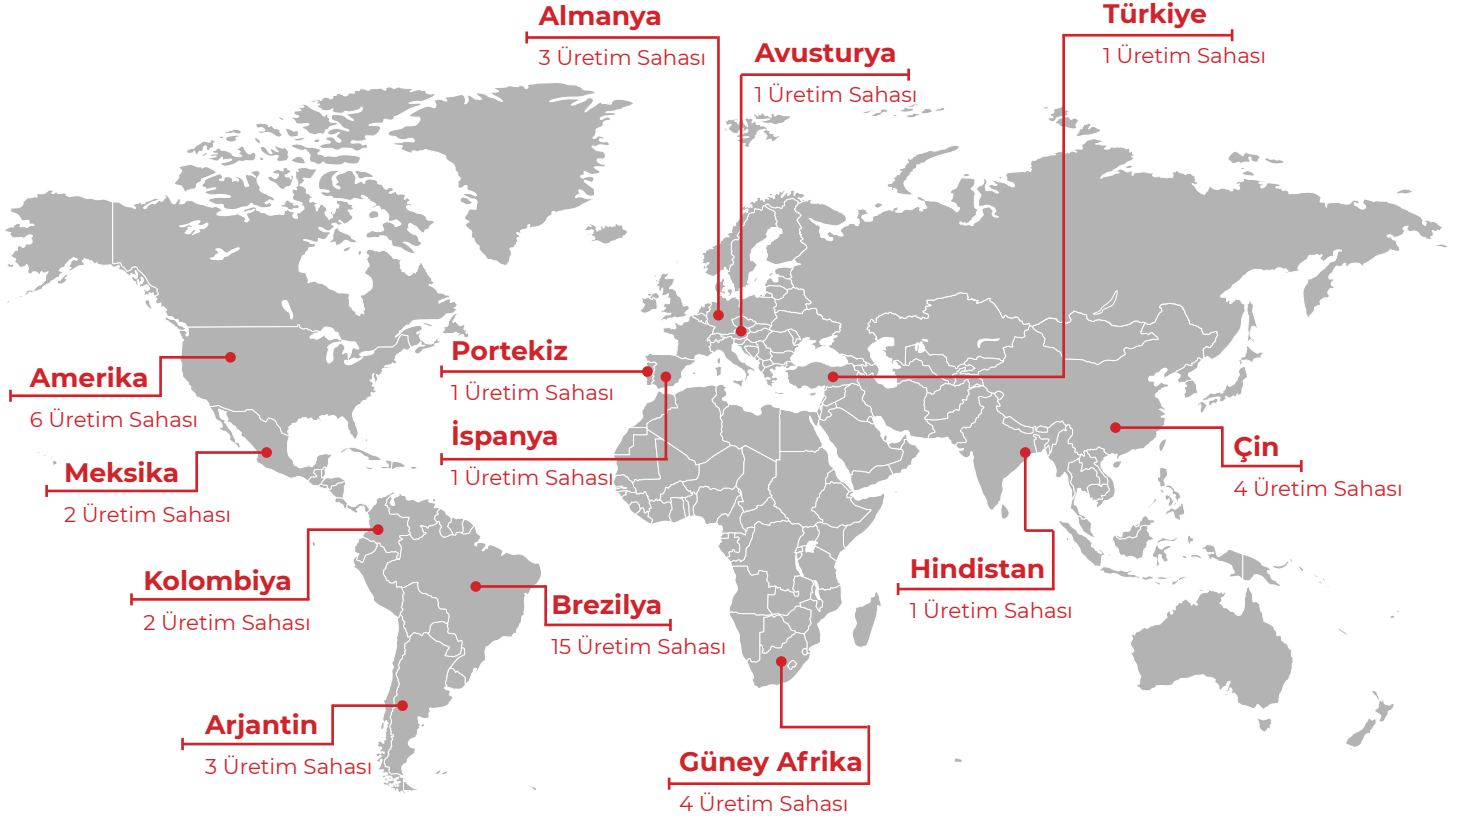 Almanya
3 Üretim Sahası
Avusturya
1 Üretim Sahası
Türkiye
1 Üretim Sahası
Portekiz
1 Üretim Sahası
Amerika
6 Üretim Sahası
İspanya
1 Üretim Sahası
Meksika
2 Üretim Sahası
Çin
4 Üretim Sahası
Kolombiya
2 Üretim Sahası
Brezilya
15 Üretim Sahası
Hindistan
1 Üretim Sahası
Arjantin
3 Üretim Sahası
Güney Afrika
4 Üretim Sahası